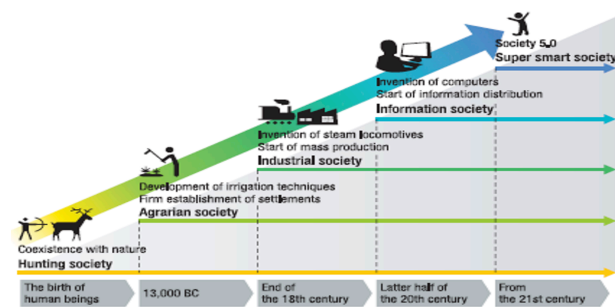 Society 5.0
Super smart society
Invention of computers
Start of information distribution
Information society
Invention of steam locomotives
Start of mass production
Industrial society
Development of irrigation techniques
Firm establishment of settlements
Agrarian society
Coexistence with nature
Hunting society
The birth of
human beings
13,000 BC
End of
the 18th century
Latter half of
the 20th century
From
the 21st century